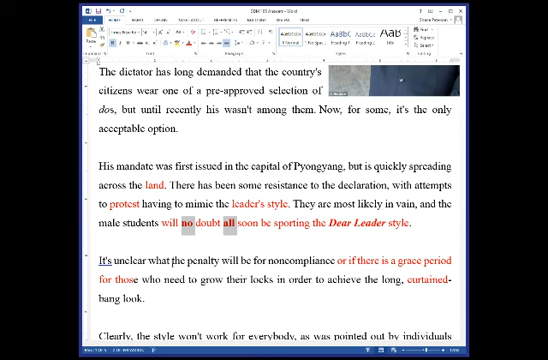 The dictator has long demanded that the country's
citizens wear one of a pre-approved selection of
dos, but until recently his wasn't among them. Now, for some, it's the only
acceptable option.
His mandate was first issued in the capital of Pyongyang, but is quickly spreading
across the land. There has been some resistance to the declaration, with attempts
to protest having to mimic the leader's style. They are most likely in vain, and the
male students will no doubt all soon be sporting the Dear Leader style.
It's unclear what the penalty will be for noncompliance or if there is a grace period
for those who need to grow their locks in order to achieve the long, curtained-
bang look.
Clearly, the style won't work for everybody, as was pointed out by individuals